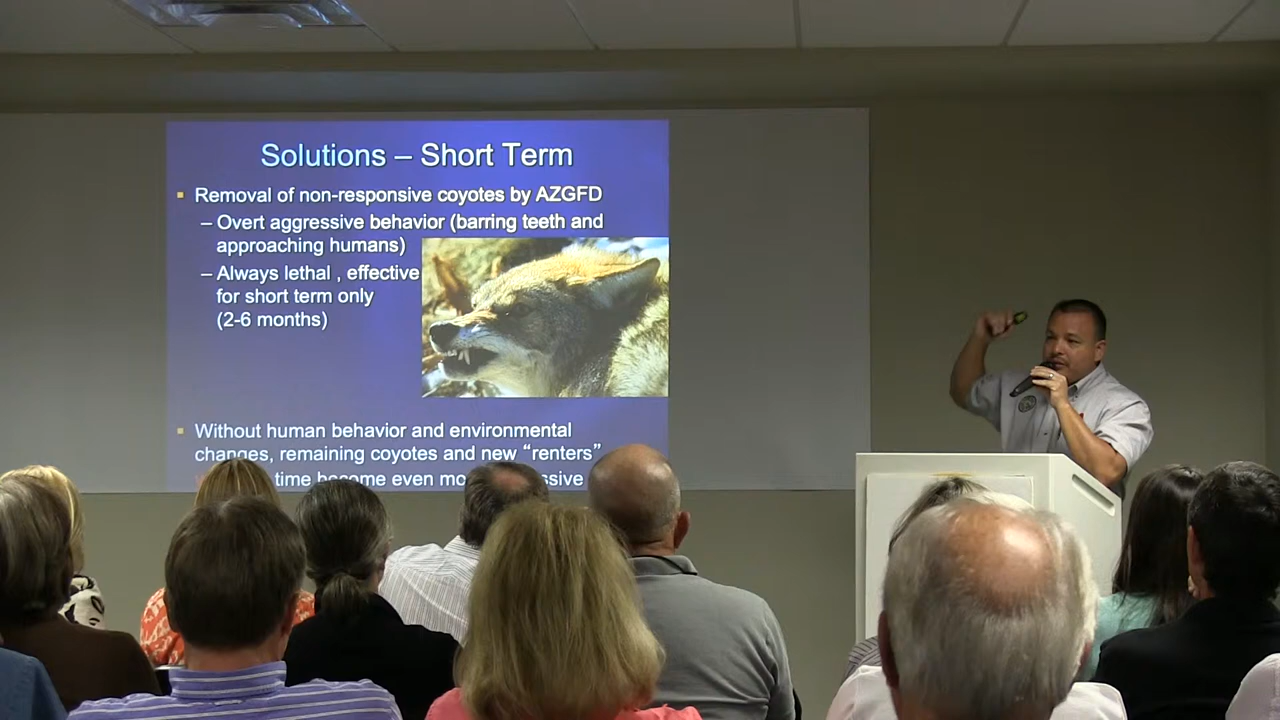 Solutions – Short Term
▪ Removal of non-responsive coyotes by AZGFD
– Overt aggressive behavior (barring teeth and
approaching humans)
– Always lethal , effective
for short term only
(2-6 months)
▪ Without human behavior and environmental
changes, remaining coyotes and new “renters”
time become even